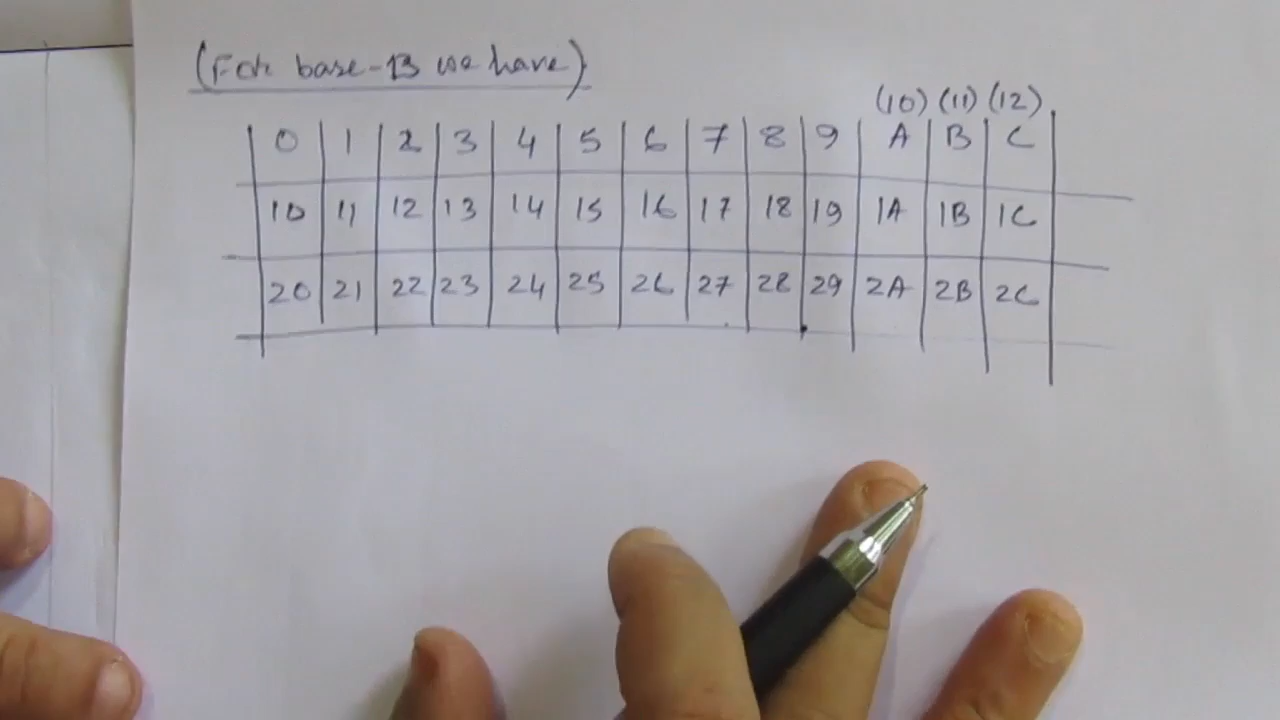 (For base-13 we have)
(10) (11) (12)
0 1 2 3 4 5 6 7 8 9 A B C
10 11 12 13 14 15 16 17 18 19 1A 1B 1C
20 21 22 23 24 25 26 27 28 29 2A 2B 2C